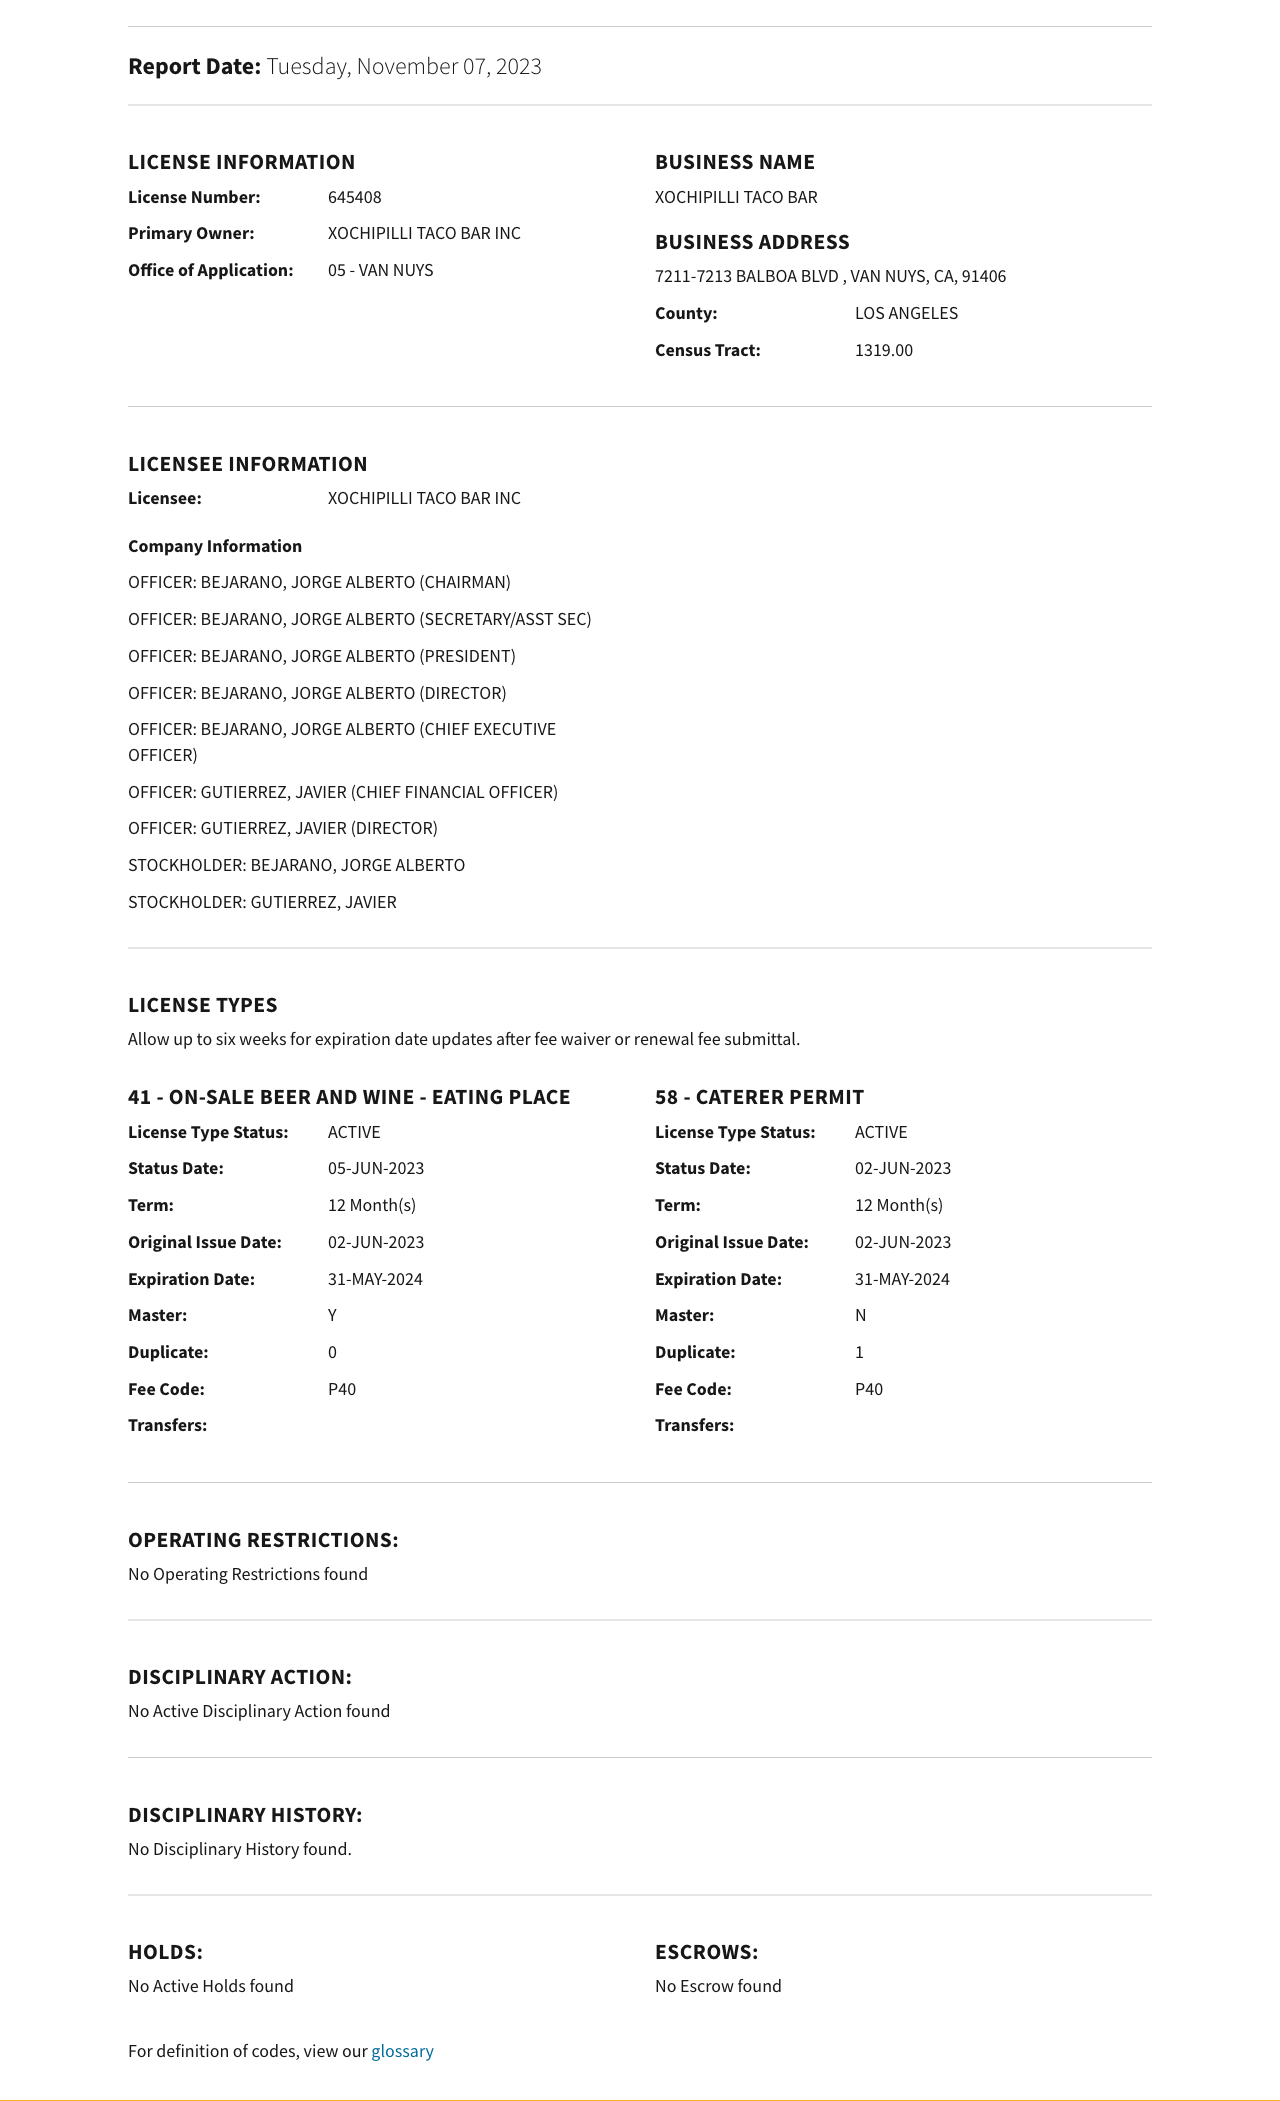 Report Date: Tuesday, November 07, 2023
LICENSE INFORMATION
License Number: 645408
Primary Owner: XOCHIPILLI TACO BAR INC
Office of Application: 05 - VAN NUYS
BUSINESS NAME
XOCHIPILLI TACO BAR
BUSINESS ADDRESS
7211-7213 BALBOA BLVD , VAN NUYS, CA, 91406
County: LOS ANGELES
Census Tract: 1319.00
LICENSEE INFORMATION
Licensee: XOCHIPILLI TACO BAR INC
Company Information
OFFICER: BEJARANO, JORGE ALBERTO (CHAIRMAN)
OFFICER: BEJARANO, JORGE ALBERTO (SECRETARY/ASST SEC)
OFFICER: BEJARANO, JORGE ALBERTO (PRESIDENT)
OFFICER: BEJARANO, JORGE ALBERTO (DIRECTOR)
OFFICER: BEJARANO, JORGE ALBERTO (CHIEF EXECUTIVE
OFFICER)
OFFICER: GUTIERREZ, JAVIER (CHIEF FINANCIAL OFFICER)
OFFICER: GUTIERREZ, JAVIER (DIRECTOR)
STOCKHOLDER: BEJARANO, JORGE ALBERTO
STOCKHOLDER: GUTIERREZ, JAVIER
LICENSE TYPES
Allow up to six weeks for expiration date updates after fee waiver or renewal fee submittal.
41 - ON-SALE BEER AND WINE - EATING PLACE
License Type Status: ACTIVE
Status Date: 05-JUN-2023
Term: 12 Month(s)
Original Issue Date: 02-JUN-2023
Expiration Date: 31-MAY-2024
Master: Y
Duplicate: 0
Fee Code: P40
Transfers:
58 - CATERER PERMIT
License Type Status: ACTIVE
Status Date: 02-JUN-2023
Term: 12 Month(s)
Original Issue Date: 02-JUN-2023
Expiration Date: 31-MAY-2024
Master: N
Duplicate: 1
Fee Code: P40
Transfers:
OPERATING RESTRICTIONS:
No Operating Restrictions found
DISCIPLINARY ACTION:
No Active Disciplinary Action found
DISCIPLINARY HISTORY:
No Disciplinary History found.
HOLDS:
No Active Holds found
ESCROWS:
No Escrow found
For definition of codes, view our glossary